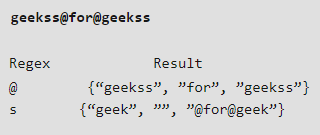 geekss@for@geekss
Regex Result
@ {“geekss”, ”for”, ”geekss”}
s {“geek”, ””, ”@for@geek”}